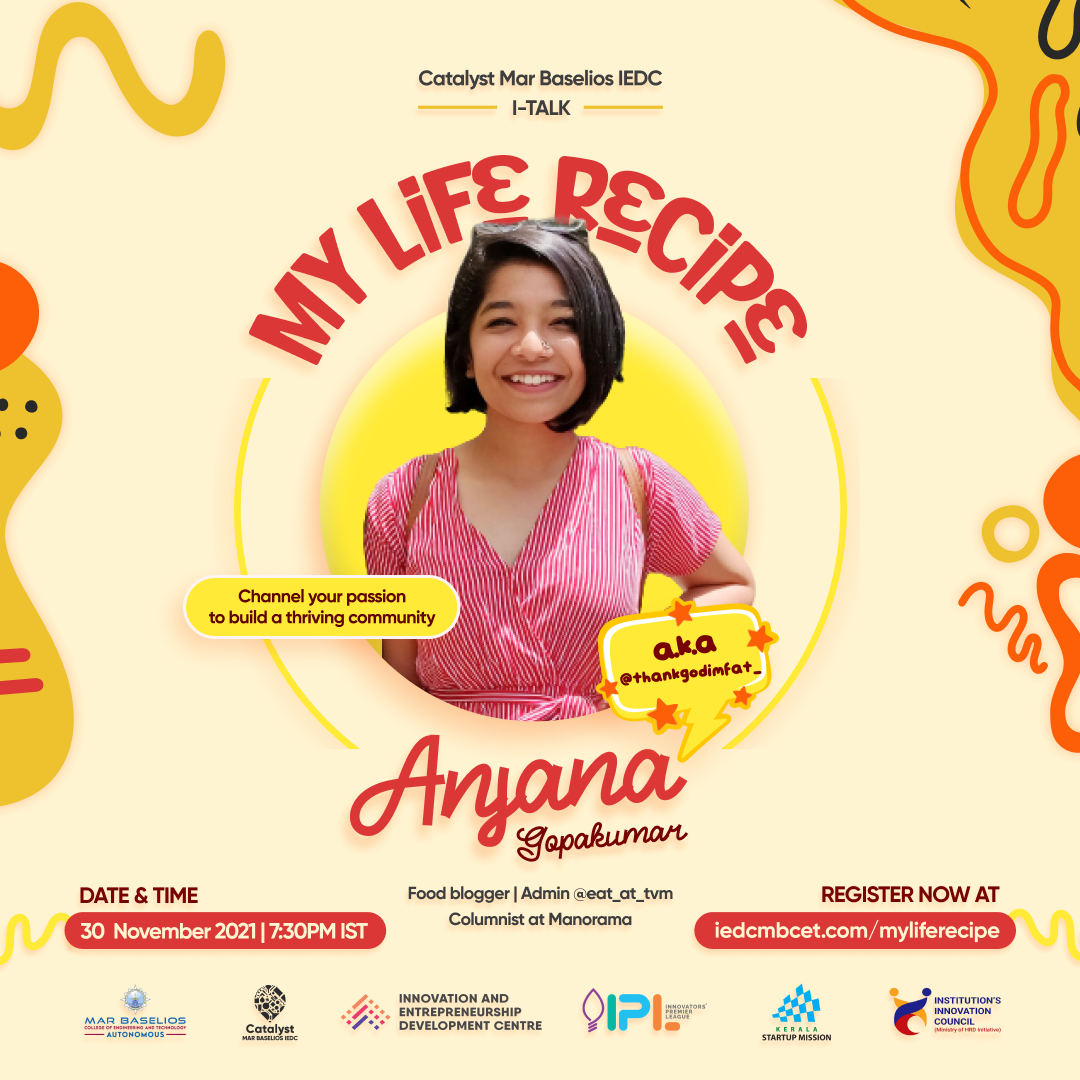 Catalyst Mar Baselios IEDC
I-TALK
MY LiFE RECiPE
Channel your passion
to build a thriving community
a.k.a
@thankgodimfat_
Anjana
Gopakumar
Food blogger | Admin @eat_at_tvm
Columnist at Manorama
DATE & TIME
30 November 2021 | 7:30PM IST
REGISTER NOW AT
iedcmbcet.com/myliferecipe
MAR BASELIOS
COLLEGE OF ENGINEERING AND TECHNOLOGY
AUTONOMOUS
Catalyst
MAR BASELIOS IEDC
INNOVATION AND
ENTREPRENEURSHIP
DEVELOPMENT CENTRE
IPL
INNOVATORS'
PREMIER
LEAGUE
KERALA
STARTUP MISSION
INSTITUTION'S
INNOVATION
COUNCIL
(Ministry of HRD Initiative)